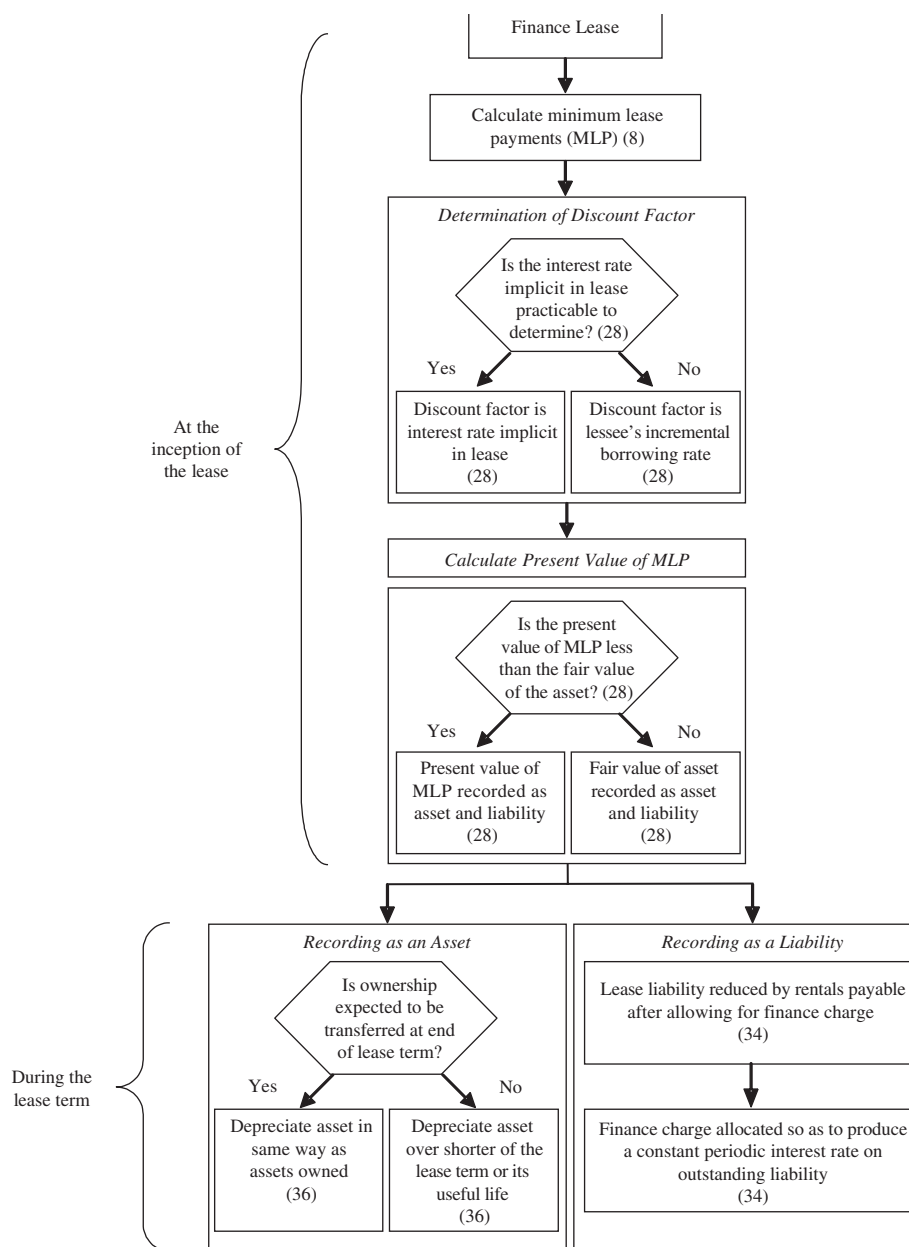 Finance Lease
Calculate minimum lease
payments (MLP) (8)
Determination of Discount Factor
Is the interest rate
implicit in lease
practicable to
determine? (28)
Yes
No
Discount factor is
interest rate implicit
in lease
(28)
Discount factor is
lessee's incremental
borrowing rate
(28)
At the
inception of
the lease
Calculate Present Value of MLP
Is the present
value of MLP less
than the fair value
of the asset? (28)
Yes
No
Present value of
MLP recorded as
asset and liability
(28)
Fair value of asset
recorded as asset
and liability
(28)
Recording as an Asset
Is ownership
expected to be
transferred at end
of lease term?
Yes
No
Depreciate asset in
same way as
assets owned
(36)
Depreciate asset
over shorter of the
lease term or its
useful life
(36)
During the
lease term
Recording as a Liability
Lease liability reduced by rentals payable
after allowing for finance charge
(34)
Finance charge allocated so as to produce
a constant periodic interest rate on
outstanding liability
(34)